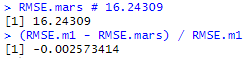 > RMSE.mars # 16.24309
[1] 16.24309
> (RMSE.m1 - RMSE.mars) / RMSE.m1
[1] -0.002573414